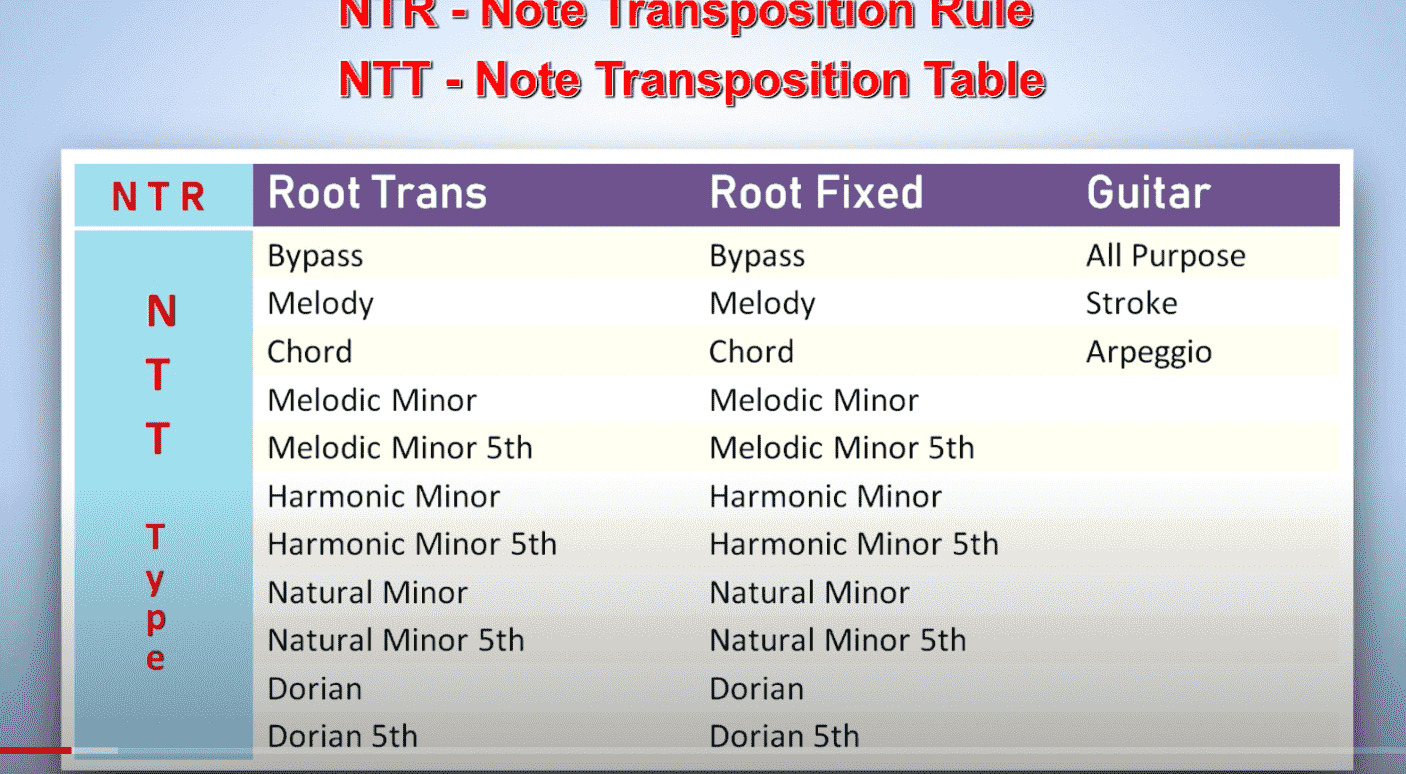 NTR - Note Transposition Rule
NTT - Note Transposition Table
N T R Root Trans Root Fixed Guitar
Bypass Bypass All Purpose
Melody Melody Stroke
Chord Chord Arpeggio
Melodic Minor Melodic Minor
Melodic Minor 5th Melodic Minor 5th
Harmonic Minor Harmonic Minor
Harmonic Minor 5th Harmonic Minor 5th
Natural Minor Natural Minor
Natural Minor 5th Natural Minor 5th
Dorian Dorian
Dorian 5th Dorian 5th
N
T
T
T
y
p
e